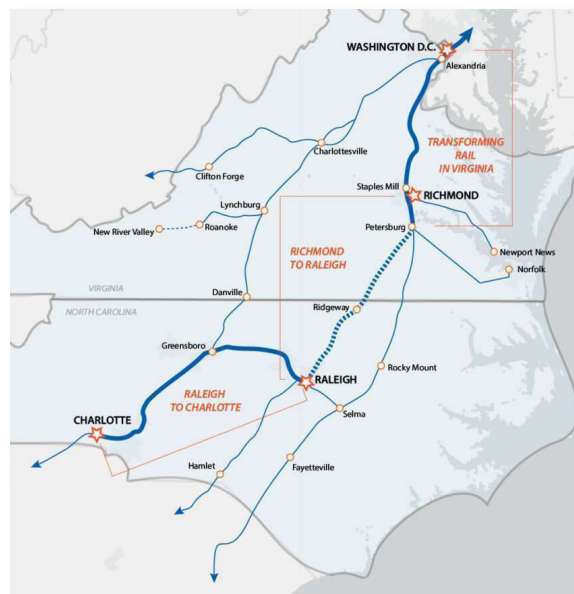 WASHINGTON D.C.
Alexandria
TRANSFORMING
RAIL
IN VIRGINIA
Charlottesville
Clifton Forge
Staples Mill
RICHMOND
Lynchburg
New River Valley
Roanoke
Petersburg
RICHMOND
TO RALEIGH
Newport News
Norfolk
VIRGINIA
Danville
NORTH CAROLINA
Ridgeway
Greensboro
Rocky Mount
RALEIGH
RALEIGH
TO CHARLOTTE
Selma
CHARLOTTE
Hamlet
Fayetteville